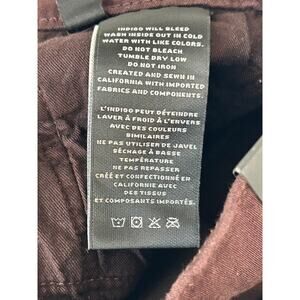 INDIGO WILL BLEED
WASH INSIDE OUT IN COLD
WATER WITH LIKE COLORS.
DO NOT BLEACH
TUMBLE DRY LOW
DO NOT IRON
CREATED AND SEWN IN
CALIFORNIA WITH IMPORTED
FABRICS AND COMPONENTS.
L'INDIGO PEUT DÉTEINDRE
LAVER À FROID À L'ENVERS
AVEC DES COULEURS
SIMILAIRES
NE PAS UTILISER DE JAVEL
SÉCHAGE À BASSE
TEMPÉRATURE
NE PAS REPASSER
CRÉÉ ET CONFECTIONNÉ EN
CALIFORNIE AVEC
DES TISSUS
ET COMPOSANTS IMPORTÉS.